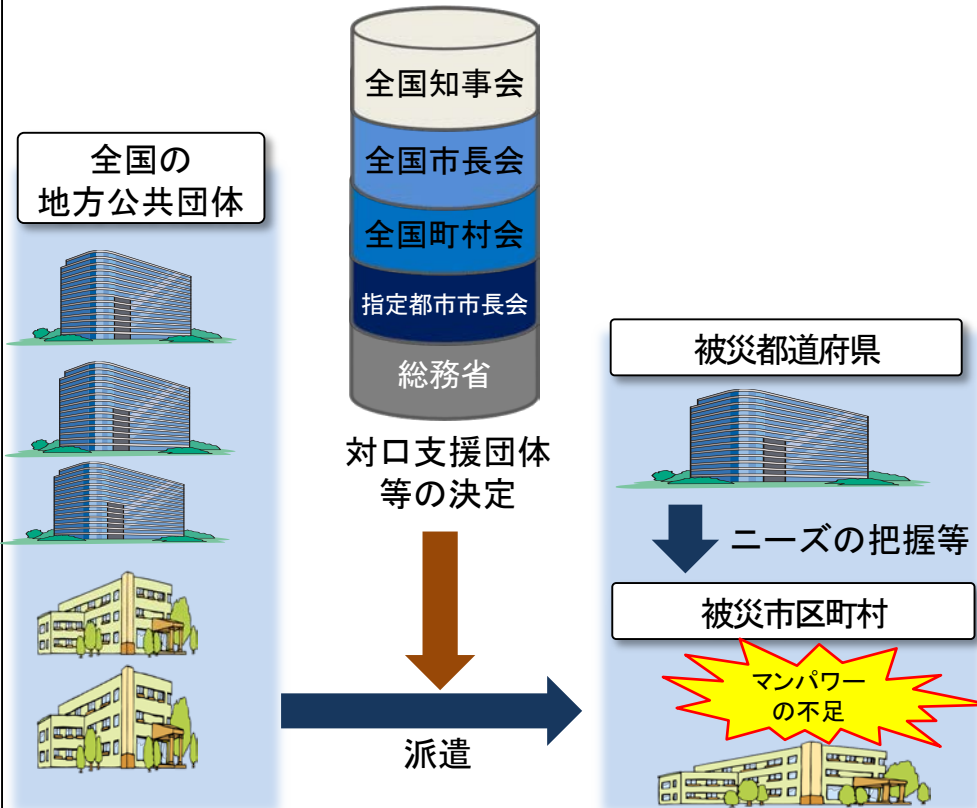 全国の
地方公共団体
全国知事会
全国市長会
全国町村会
指定都市市長会
総務省
対口支援団体
等の決定
派遣
被災都道府県
ニーズの把握等
被災市区町村
マンパワー
の不足